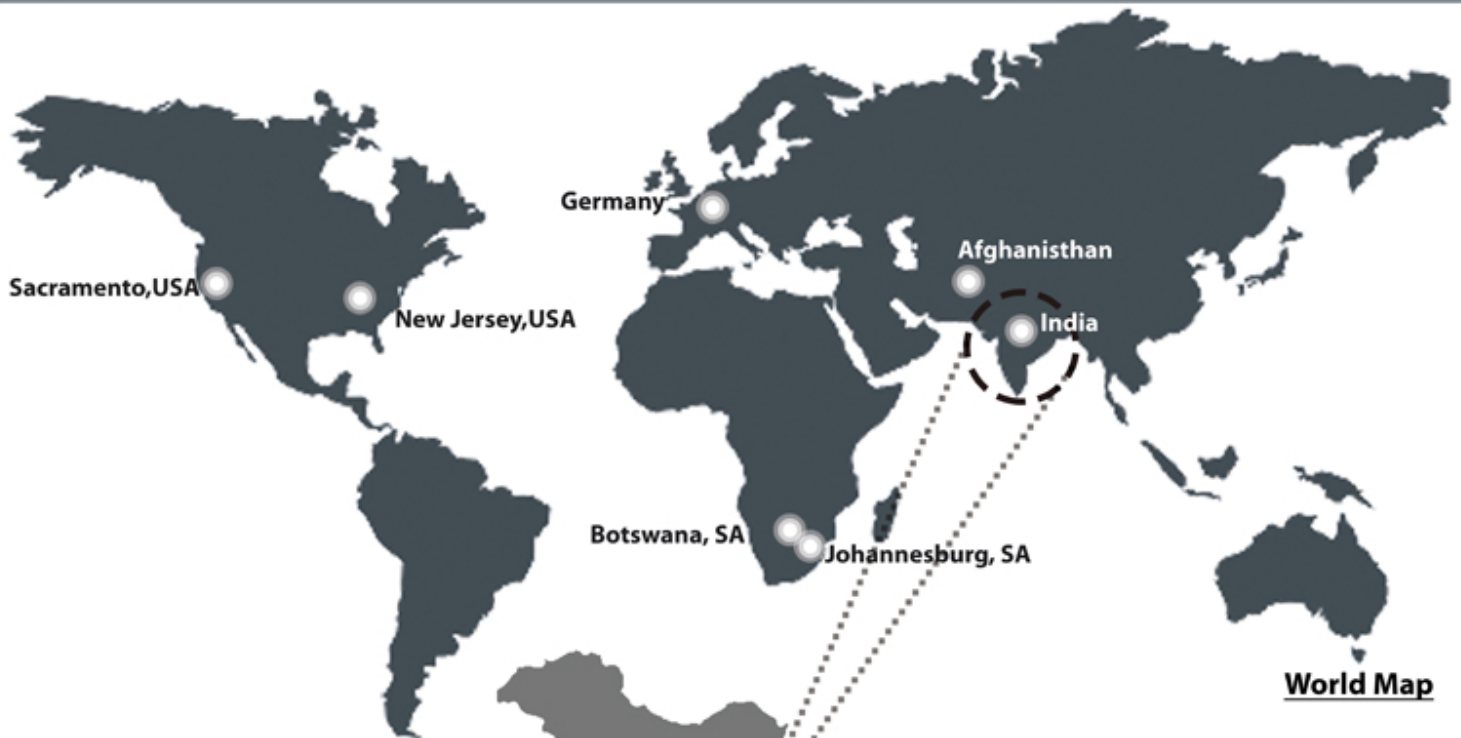 Germany
Afghanisthan
Sacramento,USA
New Jersey,USA
India
Botswana, SA
Johannesburg, SA
World Map